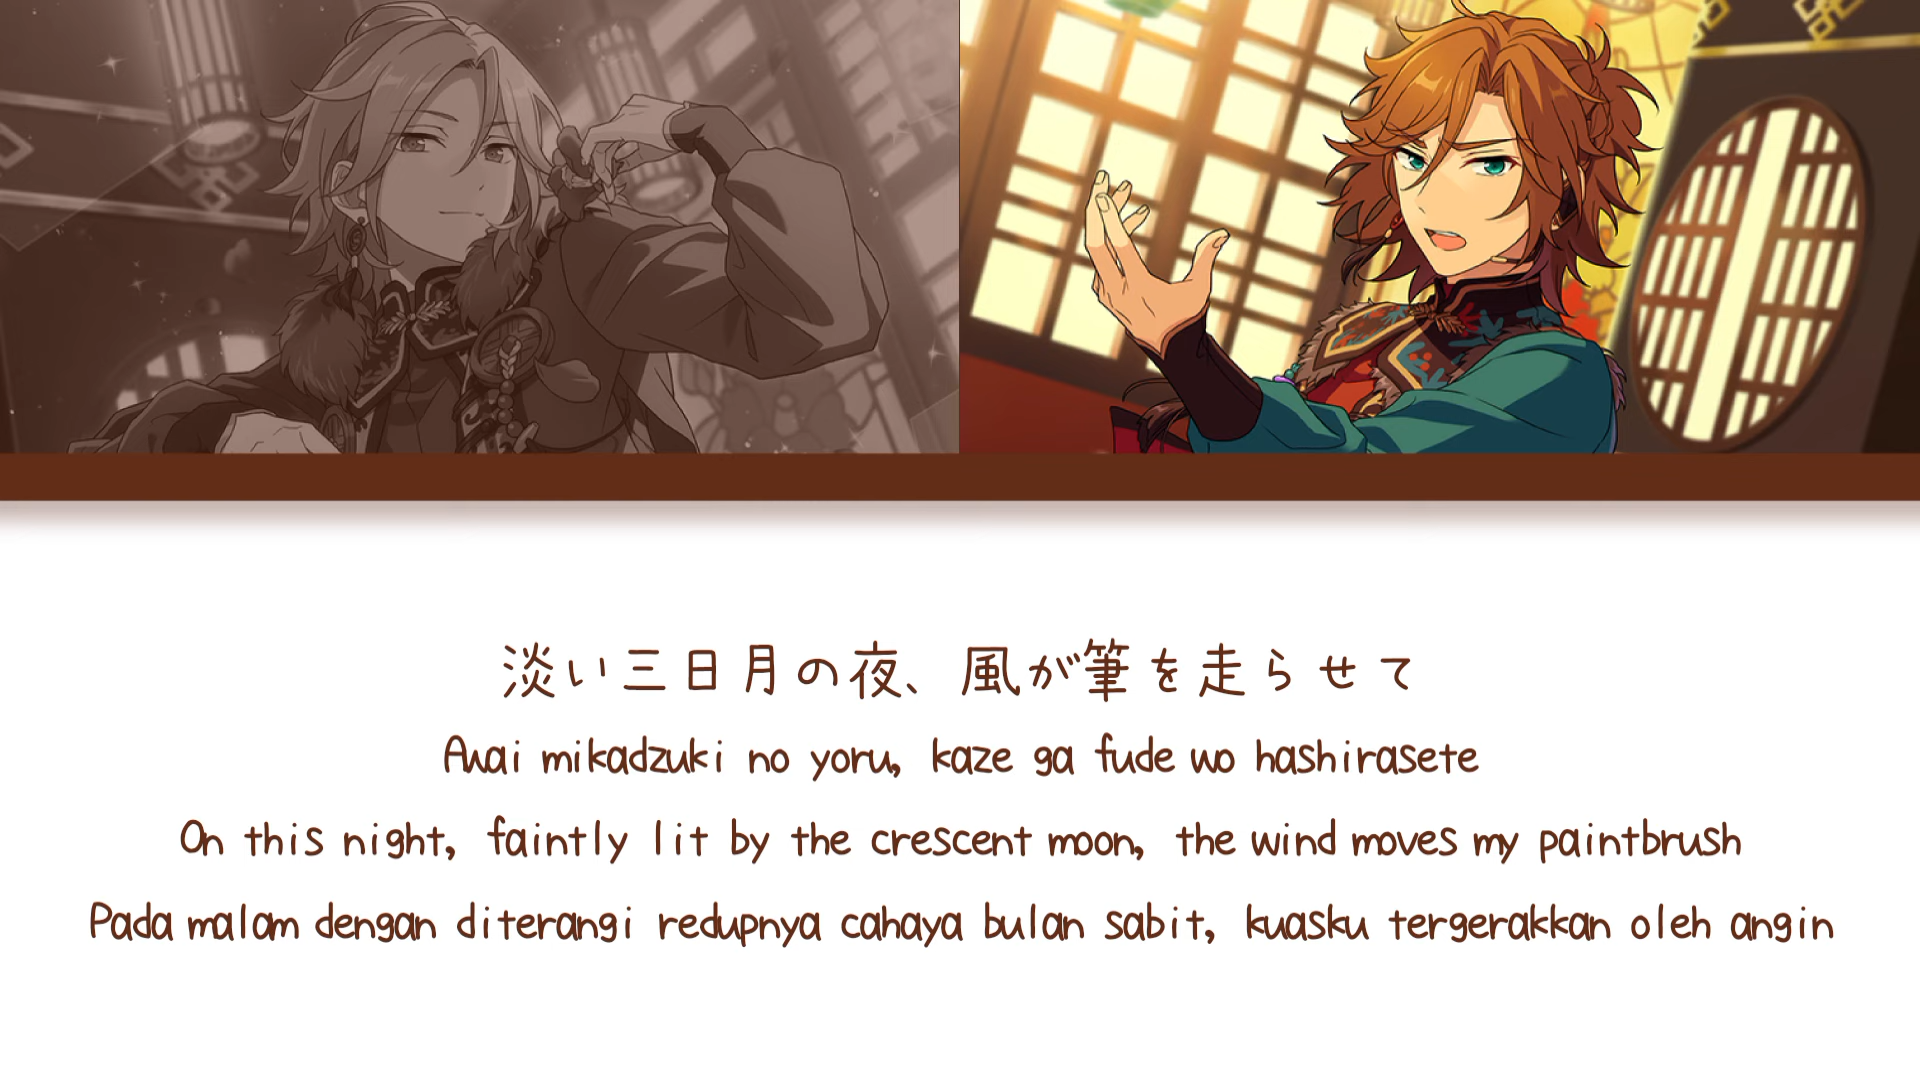 淡い三日月の夜、風が筆を走らせて
Awai mikadzuki no yoru, kaze ga fude wo hashirasete
On this night, faintly lit by the crescent moon, the wind moves my paintbrush
Pada malam dengan diterangi redupnya cahaya bulan sabit, kuasku tergerakkan oleh angin